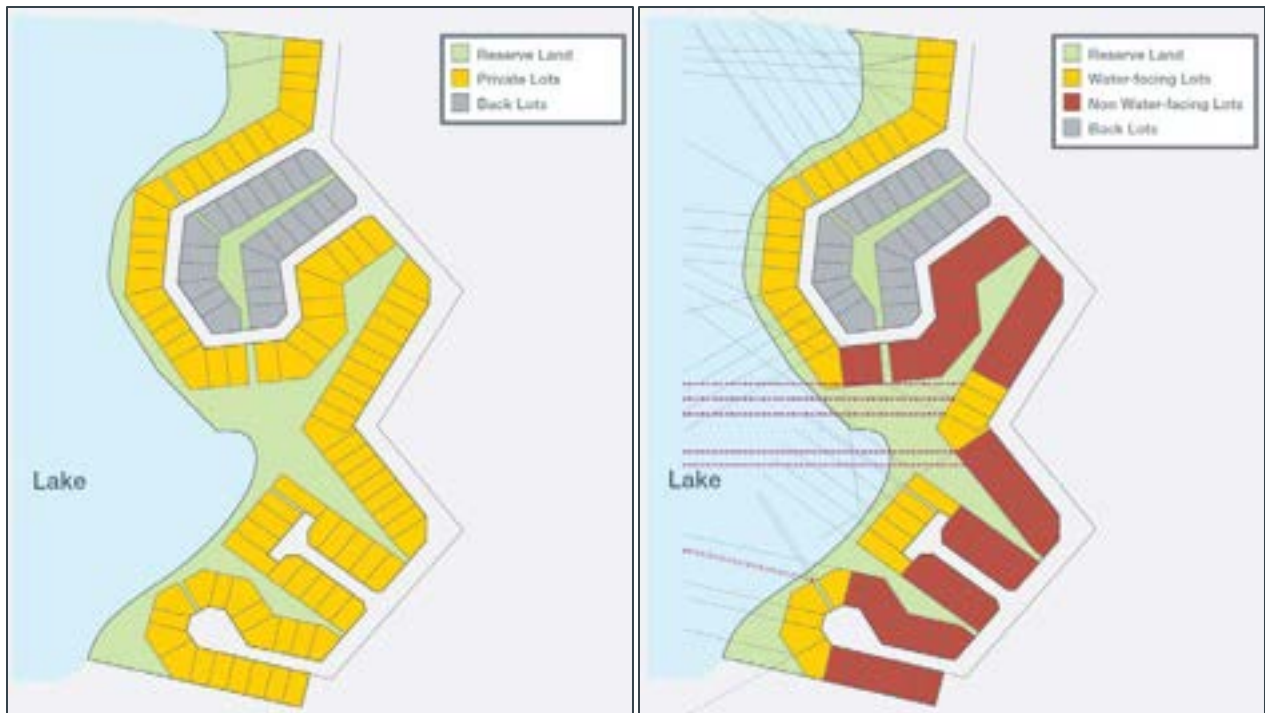 Reserve Land
Private Lots
Back Lots
Lake
Reserve Land
Water-facing Lots
Non Water-facing Lots
Back Lots
Lake